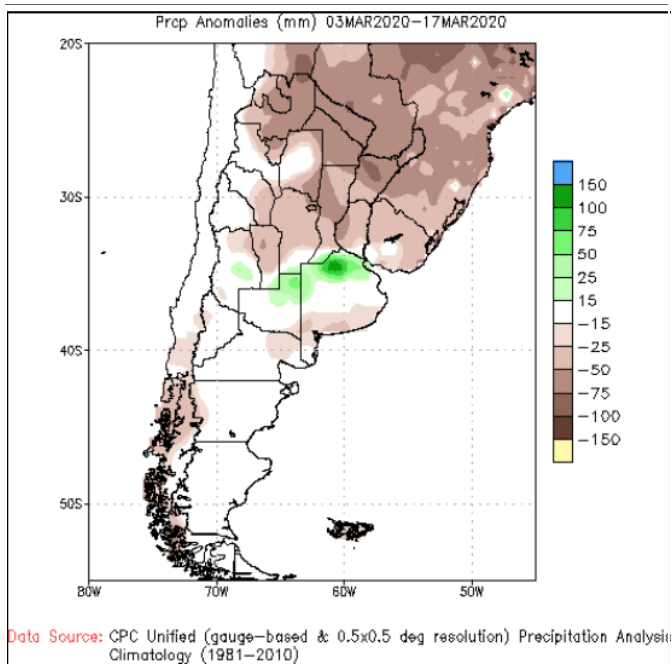 Prcp Anomalies (mm) 03MAR2020-17MAR2020
20S
30S
40S
50S
80W
70W
60W
50W
150
100
75
50
25
15
-15
-25
-50
-75
-100
-150
Data Source: CPC Unified (gauge-based & 0.5x0.5 deg resolution) Precipitation Analysis
Climatology (1981-2010)